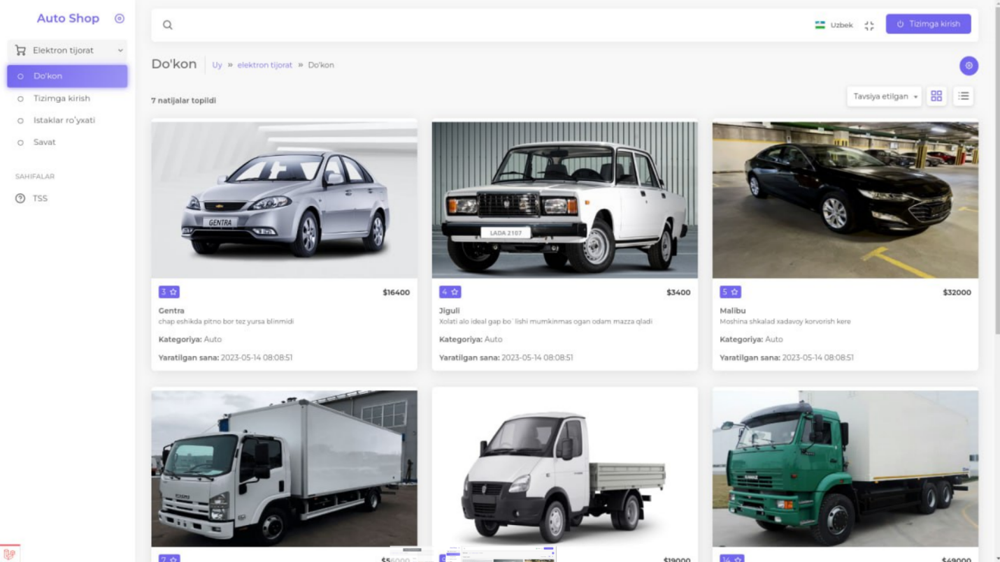 Auto Shop
Elektron tijorat
Do'kon
Tizimga kirish
Istaklar ro'yxati
Savat
SAHIFALAR
TSS
Uzbek
Tizimga kirish
Do'kon
Uy » elektron tijorat » Do'kon
7 natijalar topildi
Tavsiya etilgan
GENTRA
3
$16400
Gentra
chap eshikda pitno bor tez yursa blinmidi
Kategoriya: Auto
Yaratilgan sana: 2023-05-14 08:08:51
LADA 2107
4
$3400
Jiguli
Xolati alo ideal gap bo`lishi mumkinmas ogan odam mazza qladi
Kategoriya: Auto
Yaratilgan sana: 2023-05-14 08:08:51
5
$32000
Malibu
Moshina shkalad xadavoy korvorish kere
Kategoriya: Auto
Yaratilgan sana: 2023-05-14 08:08:51
ISUZU
7
$56000
$19000
14
$49000